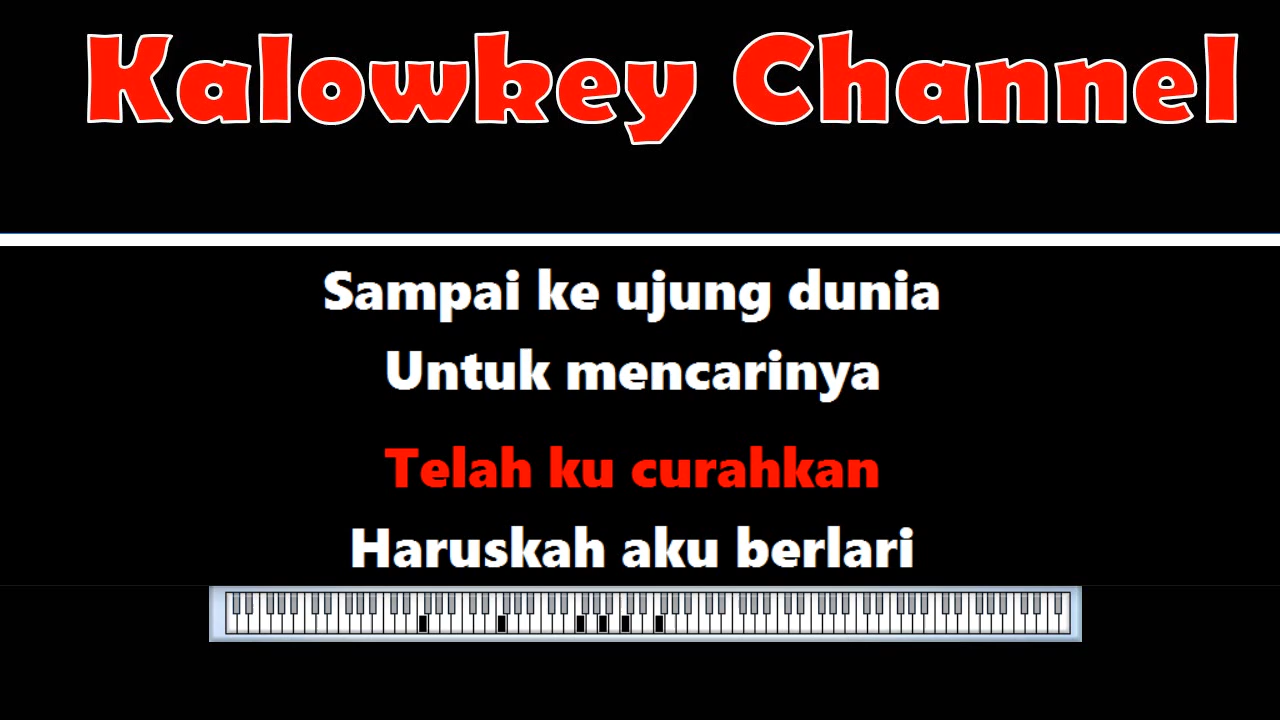 Kalowkey Channel
Sampai ke ujung dunia
Untuk mencarinya
Telah ku curahkan
Haruskah aku berlari